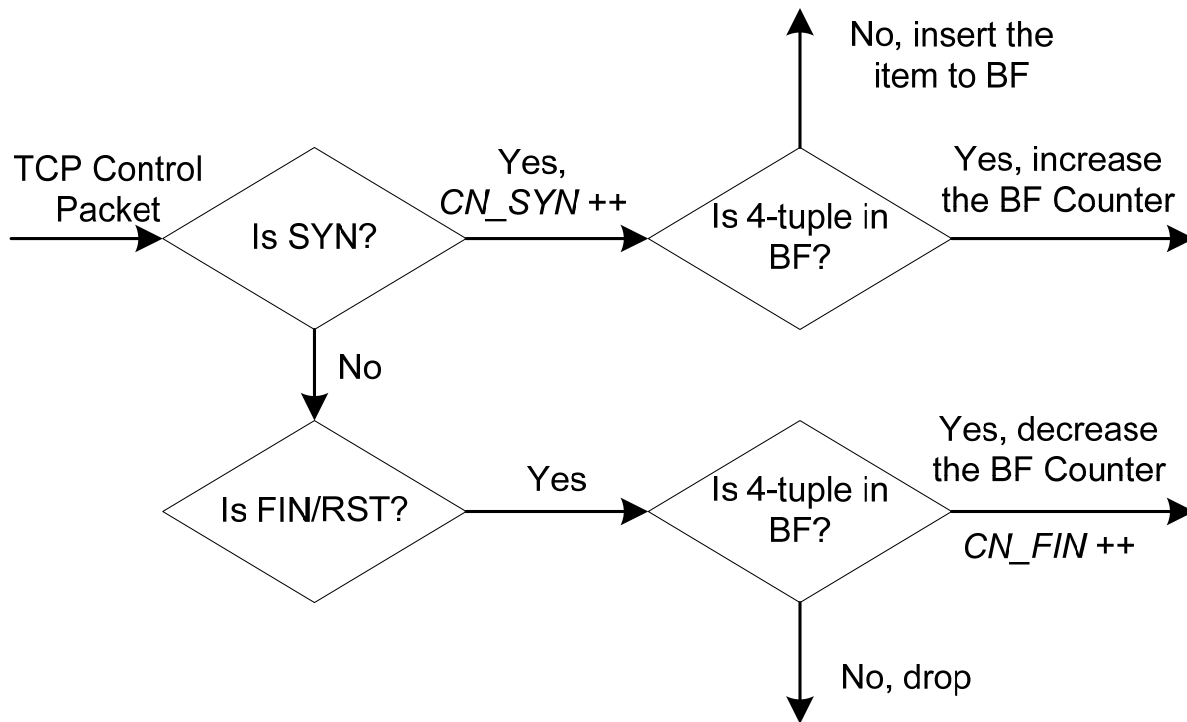 No, insert the
item to BF
TCP Control
Packet
Is SYN?
Yes,
CN_SYN ++
Is 4-tuple in
BF?
Yes, increase
the BF Counter
No
Is FIN/RST?
Yes
Is 4-tuple in
BF?
Yes, decrease
the BF Counter
CN_FIN ++
No, drop